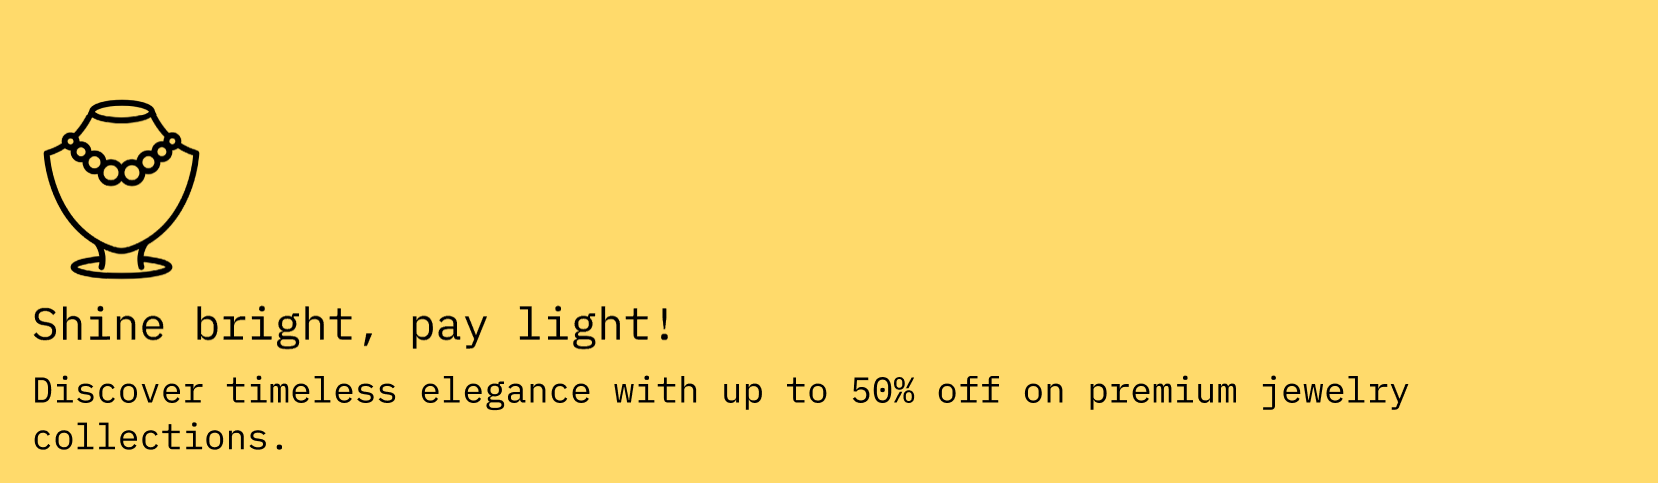 Shine bright, pay light!
Discover timeless elegance with up to 50% off on premium jewelry
collections.